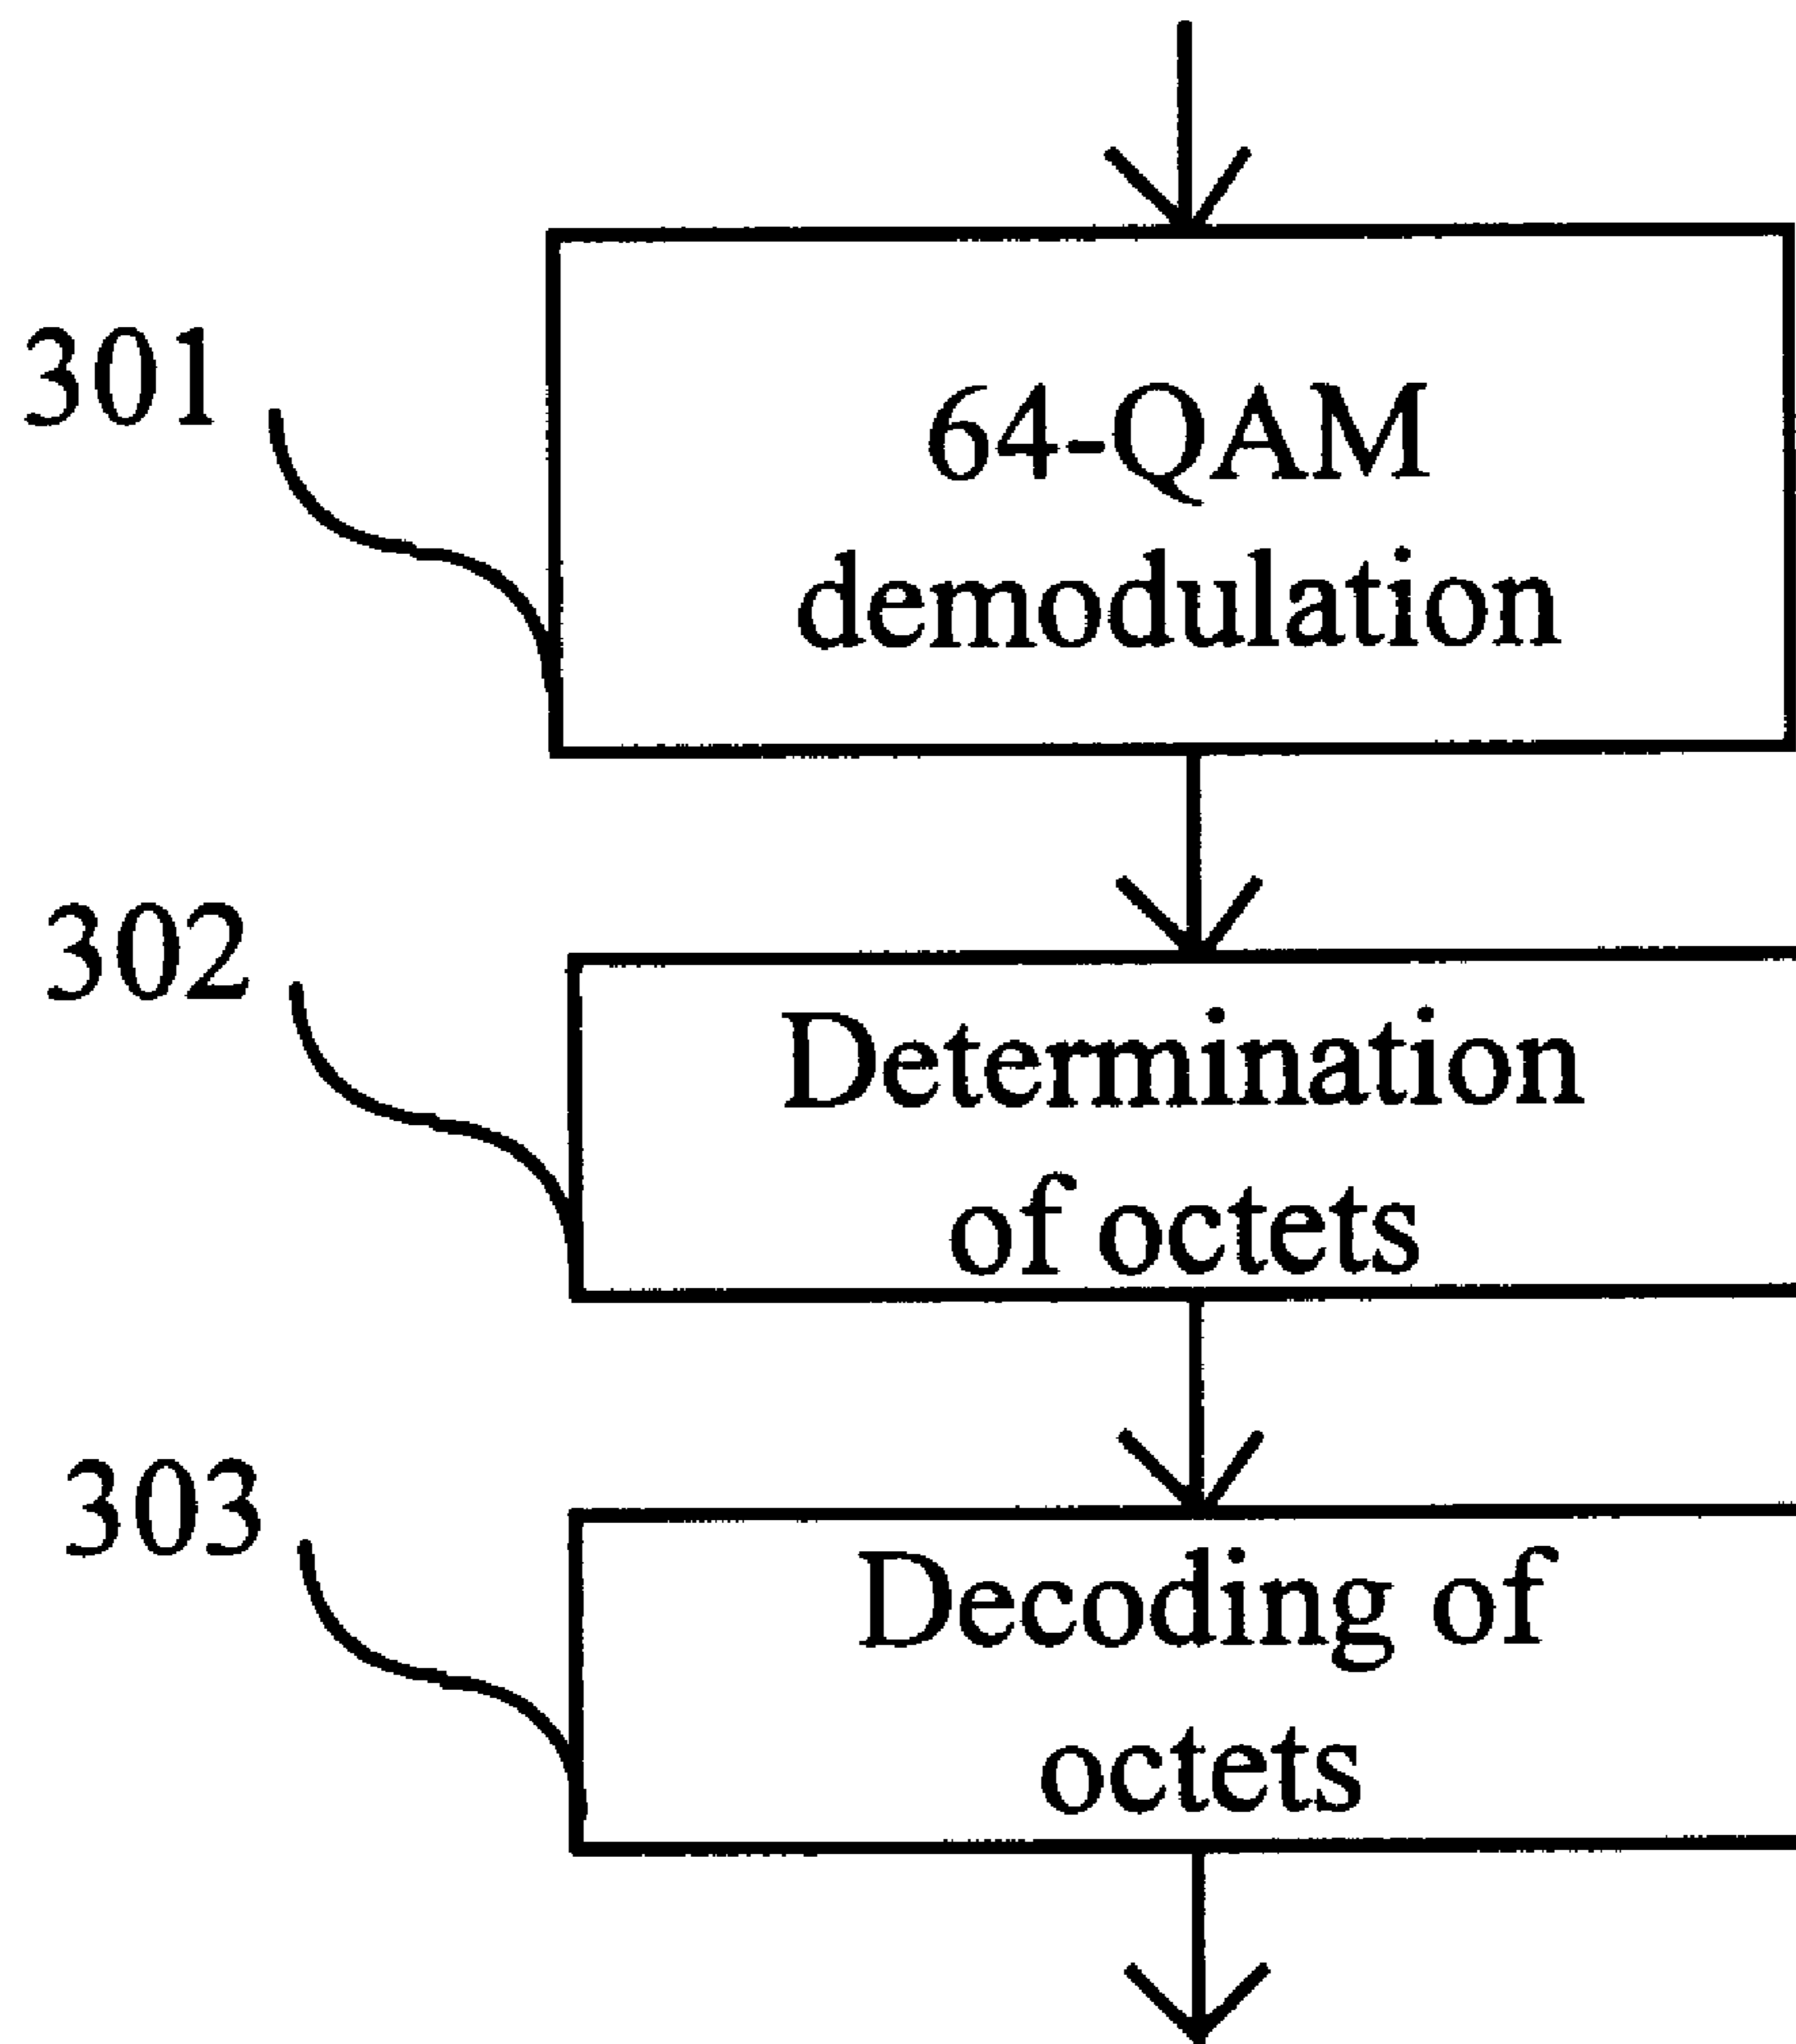 301
64-QAM
demodulation
302
Determination
of octets
303
Decoding of
octets